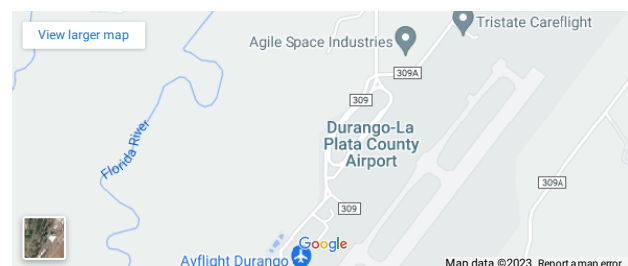 View larger map
Tristate Careflight
Agile Space Industries
309A
309
Durango-La
Plata County
Airport
Florida River
309A
309
Google
Avflight Durango
Map data ©2023
Report a map error